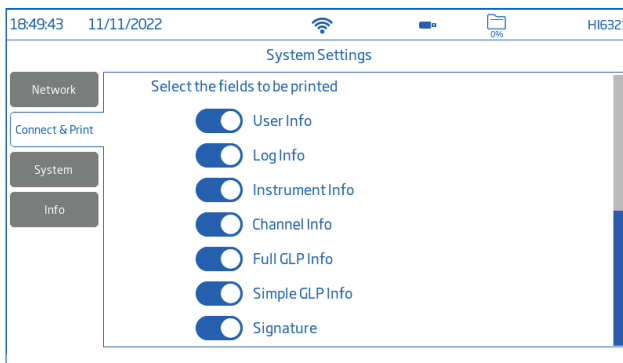 18:49:43 11/11/2022 0% HI632
System Settings
Network
Connect & Print
System
Info
Select the fields to be printed
User Info
Log Info
Instrument Info
Channel Info
Full GLP Info
Simple GLP Info
Signature